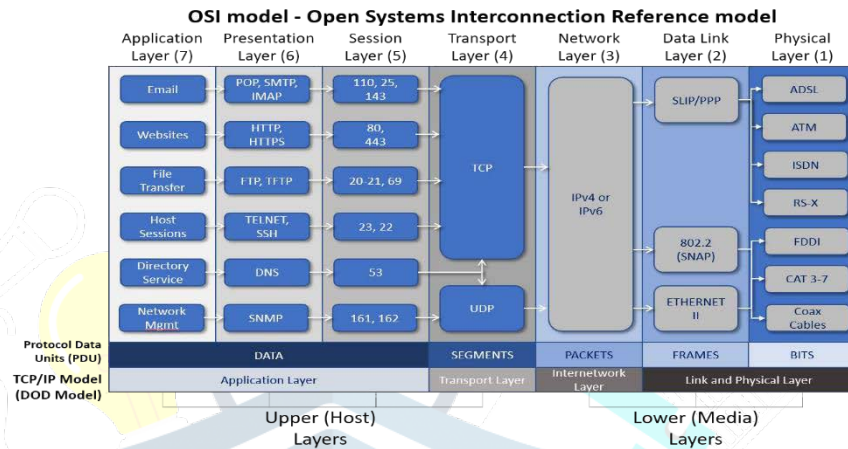 OSI model - Open Systems Interconnection Reference model
Application
Layer (7)
Presentation
Layer (6)
Session
Layer (5)
Transport
Layer (4)
Network
Layer (3)
Data Link
Layer (2)
Physical
Layer (1)
Email
POP, SMTP,
IMAP
110, 25,
143
Websites
HTTP,
HTTPS
80,
443
File
Transfer
FTP, TFTP
20-21, 69
Host
Sessions
TELNET,
SSH
23, 22
Directory
Service
DNS
53
Network
Mgmt
SNMP
161, 162
TCP
UDP
IPv4 or
IPv6
SLIP/PPP
802.2
(SNAP)
ETHERNET
II
ADSL
ATM
ISDN
RS-X
FDDI
CAT 3-7
Coax
Cables
Protocol Data
Units (PDU)
DATA
SEGMENTS
PACKETS
FRAMES
BITS
TCP/IP Model
(DOD Model)
Application Layer
Transport Layer
Internetwork
Layer
Link and Physical Layer
Upper (Host)
Layers
Lower (Media)
Layers